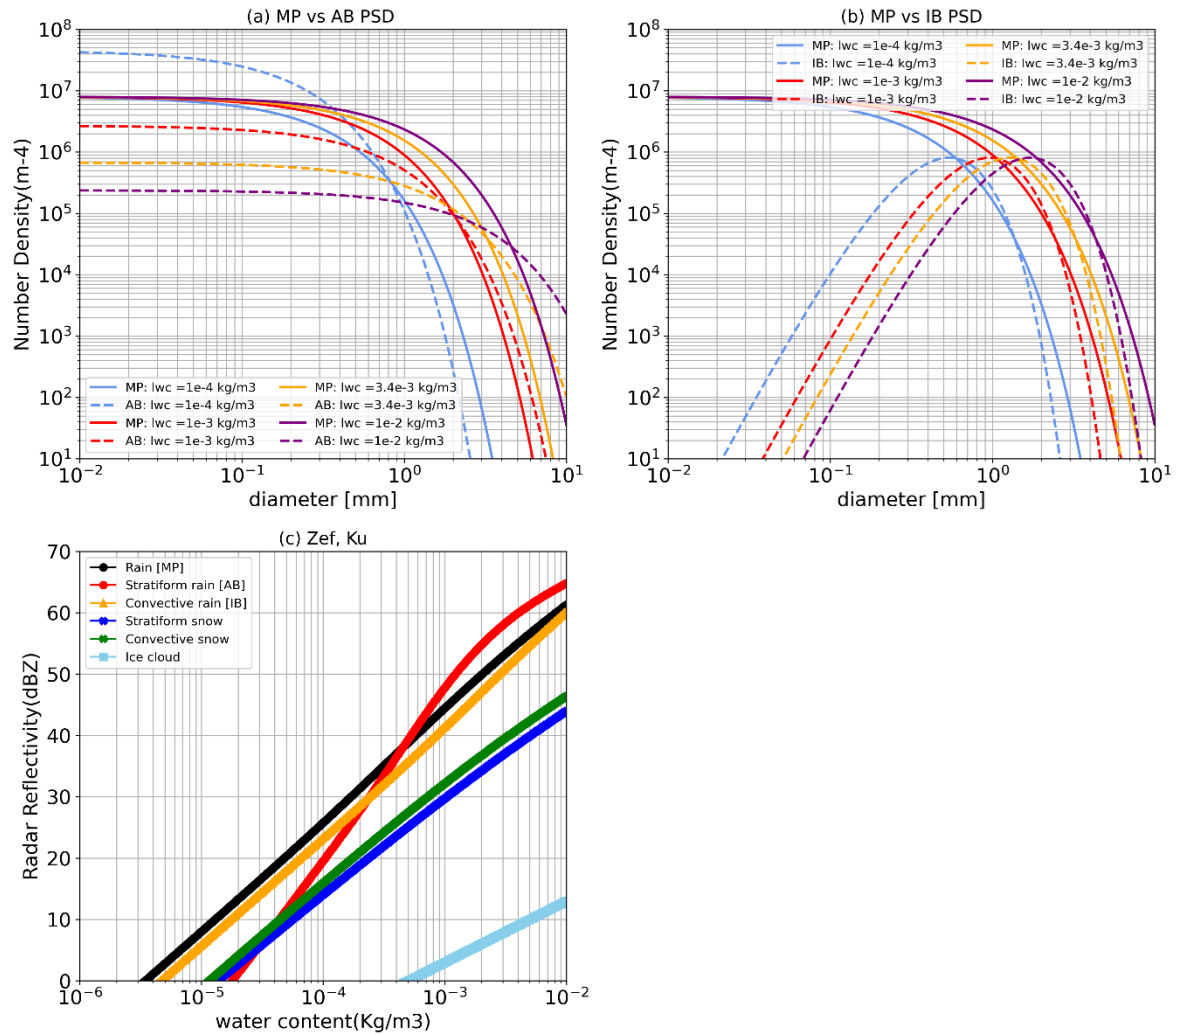 (a) MP vs AB PSD
10^8
10^7
10^6
10^5
10^4
10^3
10^2
10^1
Number Density(m-4)
MP: lwc =1e-4 kg/m3
AB: lwc =1e-4 kg/m3
MP: lwc =1e-3 kg/m3
AB: lwc =1e-3 kg/m3
MP: lwc =3.4e-3 kg/m3
AB: lwc =3.4e-3 kg/m3
MP: lwc =1e-2 kg/m3
AB: lwc =1e-2 kg/m3
10^−2 10^−1 10^0 10^1
diameter [mm]
(b) MP vs IB PSD
10^8
10^7
10^6
10^5
10^4
10^3
10^2
10^1
Number Density(m-4)
MP: lwc =1e-4 kg/m3
IB: lwc =1e-4 kg/m3
MP: lwc =1e-3 kg/m3
IB: lwc =1e-3 kg/m3
MP: lwc =3.4e-3 kg/m3
IB: lwc =3.4e-3 kg/m3
MP: lwc =1e-2 kg/m3
IB: lwc =1e-2 kg/m3
10^−2 10^−1 10^0 10^1
diameter [mm]
(c) Zef, Ku
70
60
50
40
30
20
10
0
Radar Reflectivity(dBZ)
Rain [MP]
Stratiform rain [AB]
Convective rain [IB]
Stratiform snow
Convective snow
Ice cloud
10^−6 10^−5 10^−4 10^−3 10^−2
water content(Kg/m3)